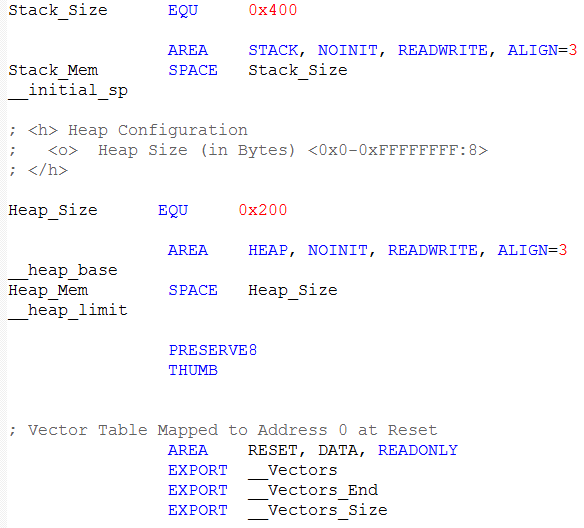 Stack_Size      EQU     0x400
                AREA    STACK, NOINIT, READWRITE, ALIGN=3
Stack_Mem       SPACE   Stack_Size
__initial_sp
; <h> Heap Configuration
;   <o>  Heap Size (in Bytes) <0x0-0xFFFFFFFF:8>
; </h>
Heap_Size      EQU     0x200
                AREA    HEAP, NOINIT, READWRITE, ALIGN=3
__heap_base
Heap_Mem        SPACE   Heap_Size
__heap_limit
                PRESERVE8
                THUMB
; Vector Table Mapped to Address 0 at Reset
                AREA    RESET, DATA, READONLY
                EXPORT  __Vectors
                EXPORT  __Vectors_End
                EXPORT  __Vectors_Size